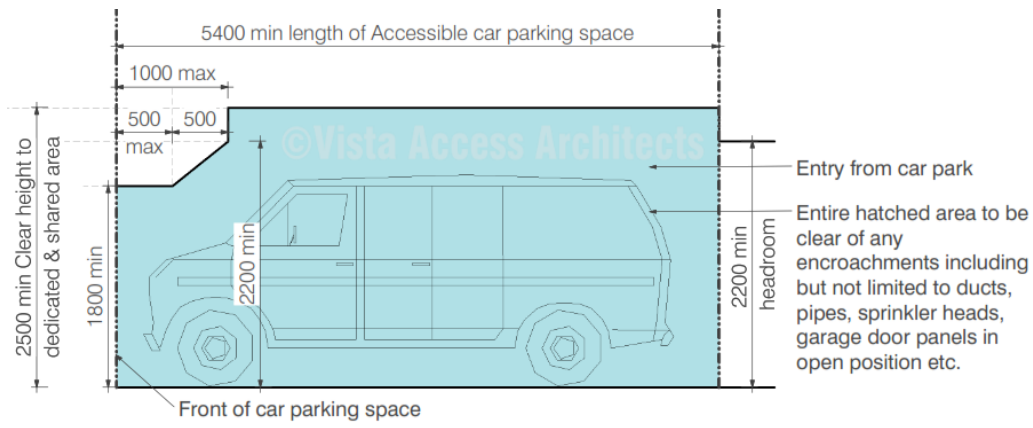 5400 min length of Accessible car parking space
1000 max
500
500
max
©Vista Access Architects
2500 min Clear height to
dedicated & shared area
1800 min
2200 min
2200 min
headroom
Entry from car park
Entire hatched area to be
clear of any
encroachments including
but not limited to ducts,
pipes, sprinkler heads,
garage door panels in
open position etc.
Front of car parking space